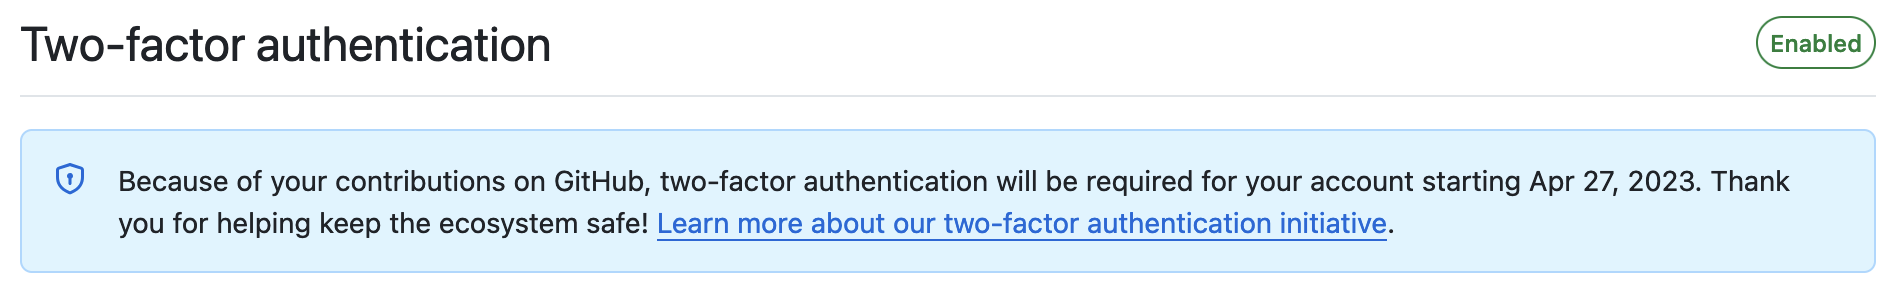 Two-factor authentication
Enabled
Because of your contributions on GitHub, two-factor authentication will be required for your account starting Apr 27, 2023. Thank
you for helping keep the ecosystem safe! Learn more about our two-factor authentication initiative.